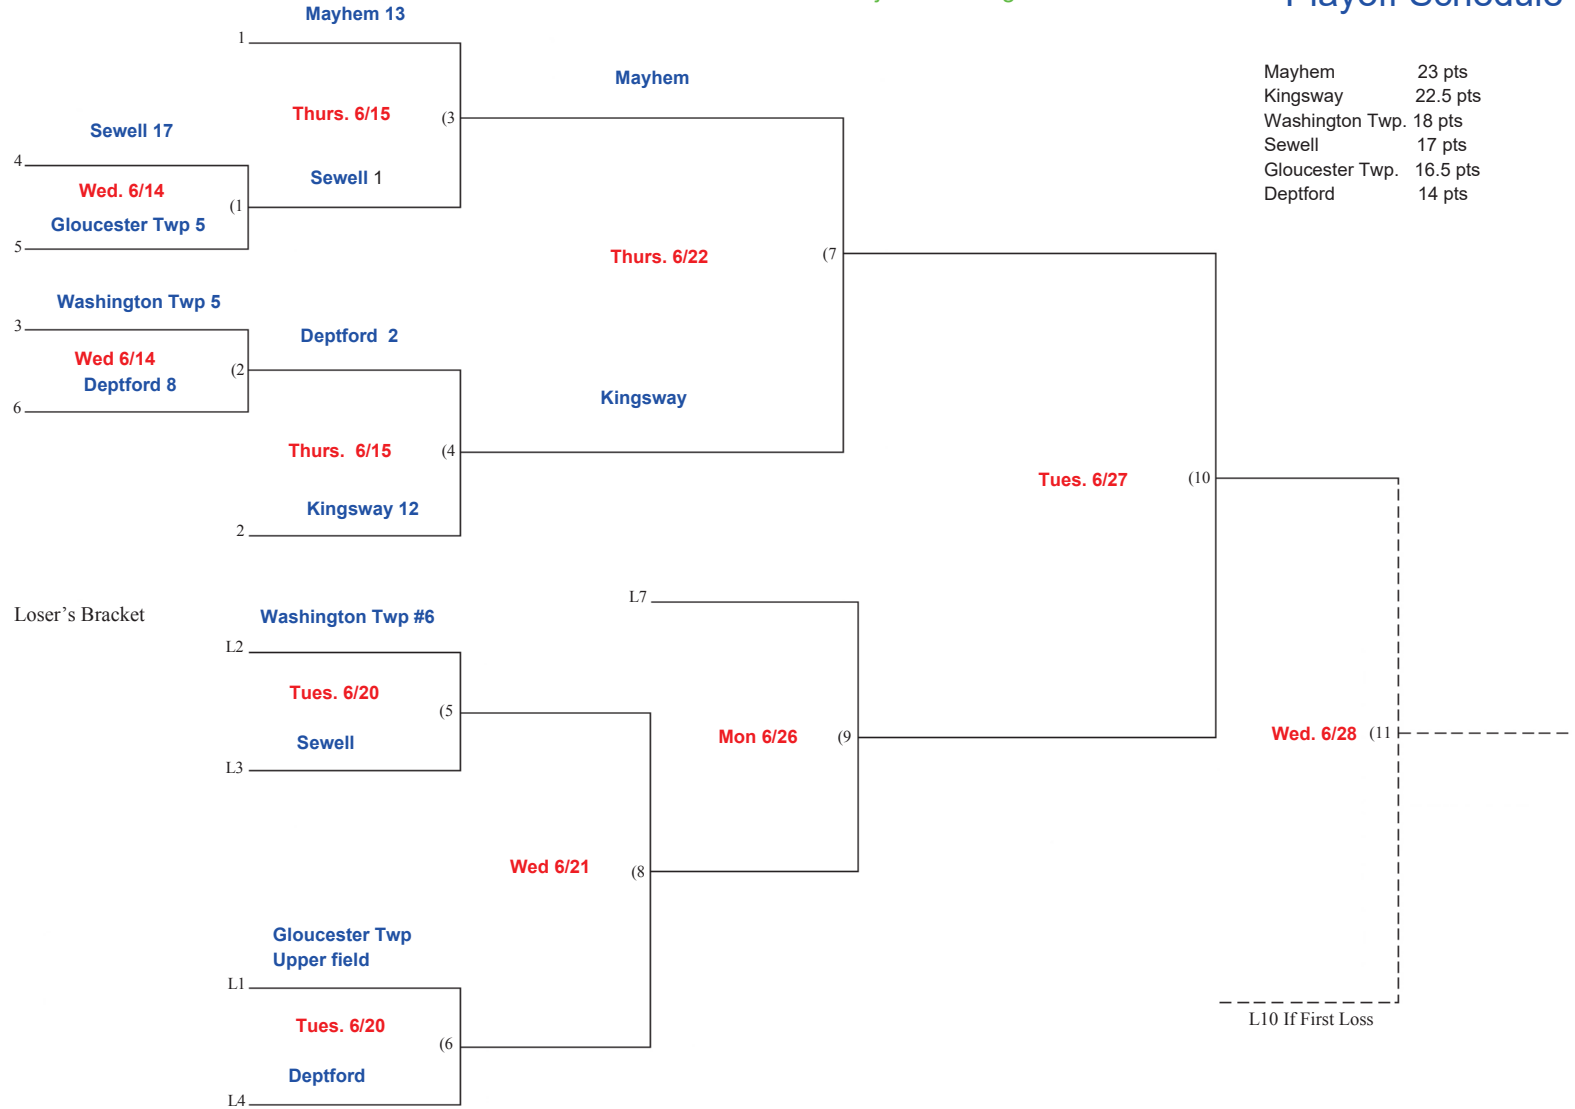 Playoff Schedule
Mayhem 13
1
Mayhem
Mayhem 23 pts
Kingsway 22.5 pts
Washington Twp. 18 pts
Sewell 17 pts
Gloucester Twp. 16.5 pts
Deptford 14 pts
Thurs. 6/15
(3
Sewell 17
4
Wed. 6/14
Sewell 1
(1
Gloucester Twp 5
5
Thurs. 6/22
(7
Washington Twp 5
3
Deptford 2
Wed 6/14
(2
Deptford 8
6
Kingsway
Thurs. 6/15
(4
Tues. 6/27
(10
Kingsway 12
2
L7
Loser's Bracket
Washington Twp #6
L2
Tues. 6/20
(5
Sewell
L3
Mon 6/26
(9
Wed. 6/28
(11
Wed 6/21
(8
Gloucester Twp
Upper field
L1
Tues. 6/20
(6
Deptford
L4
L10 If First Loss